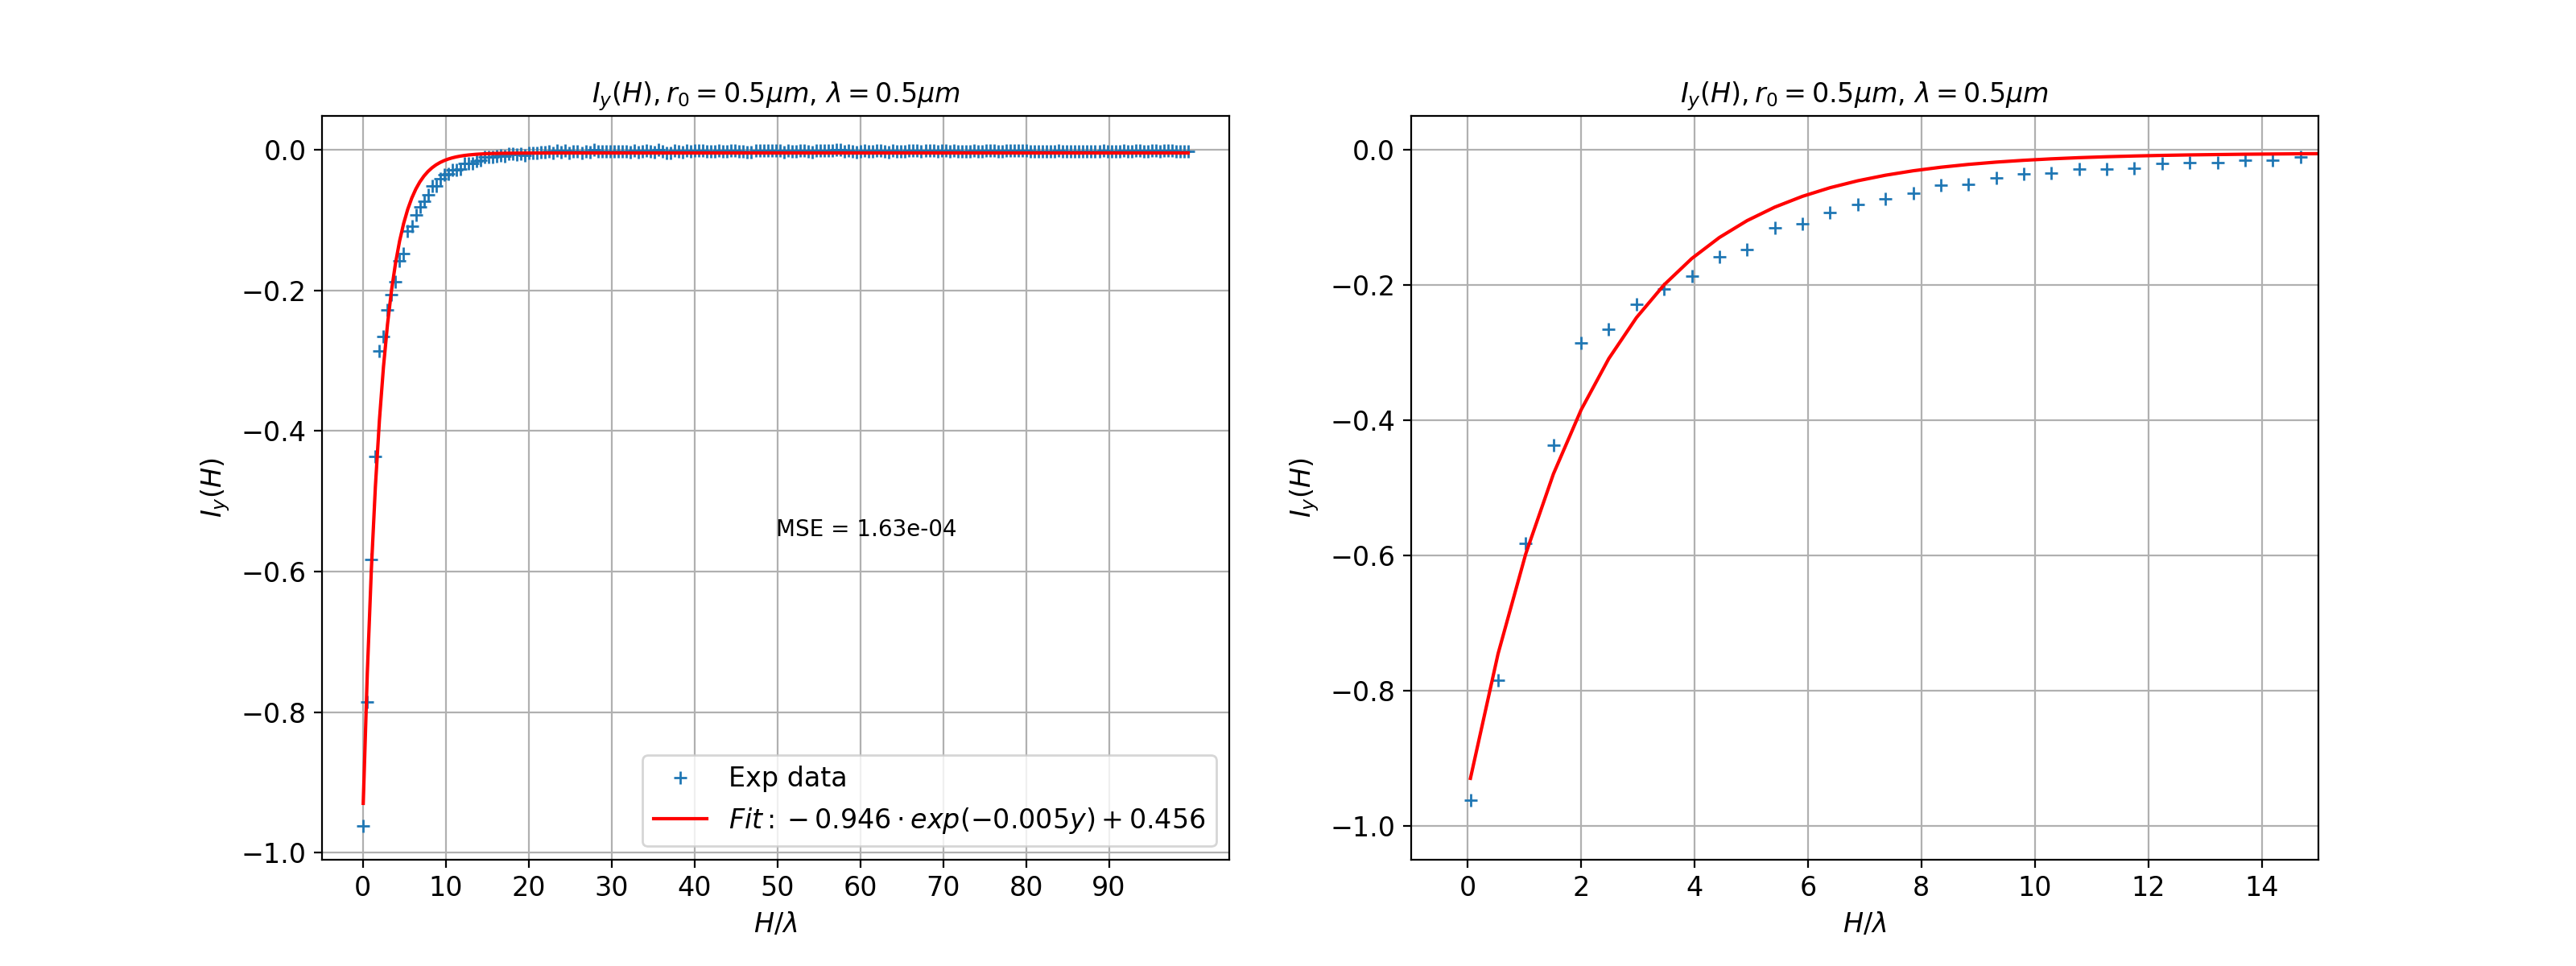 I_y(H), r_0 = 0.5μm, λ = 0.5μm
0.0
−0.2
−0.4
−0.6
−0.8
−1.0
I_y(H)
MSE = 1.63e-04
Exp data
Fit: −0.946 · exp(−0.005y) + 0.456
0 10 20 30 40 50 60 70 80 90
H/λ
I_y(H), r_0 = 0.5μm, λ = 0.5μm
0.0
−0.2
−0.4
−0.6
−0.8
−1.0
I_y(H)
0 2 4 6 8 10 12 14
H/λ